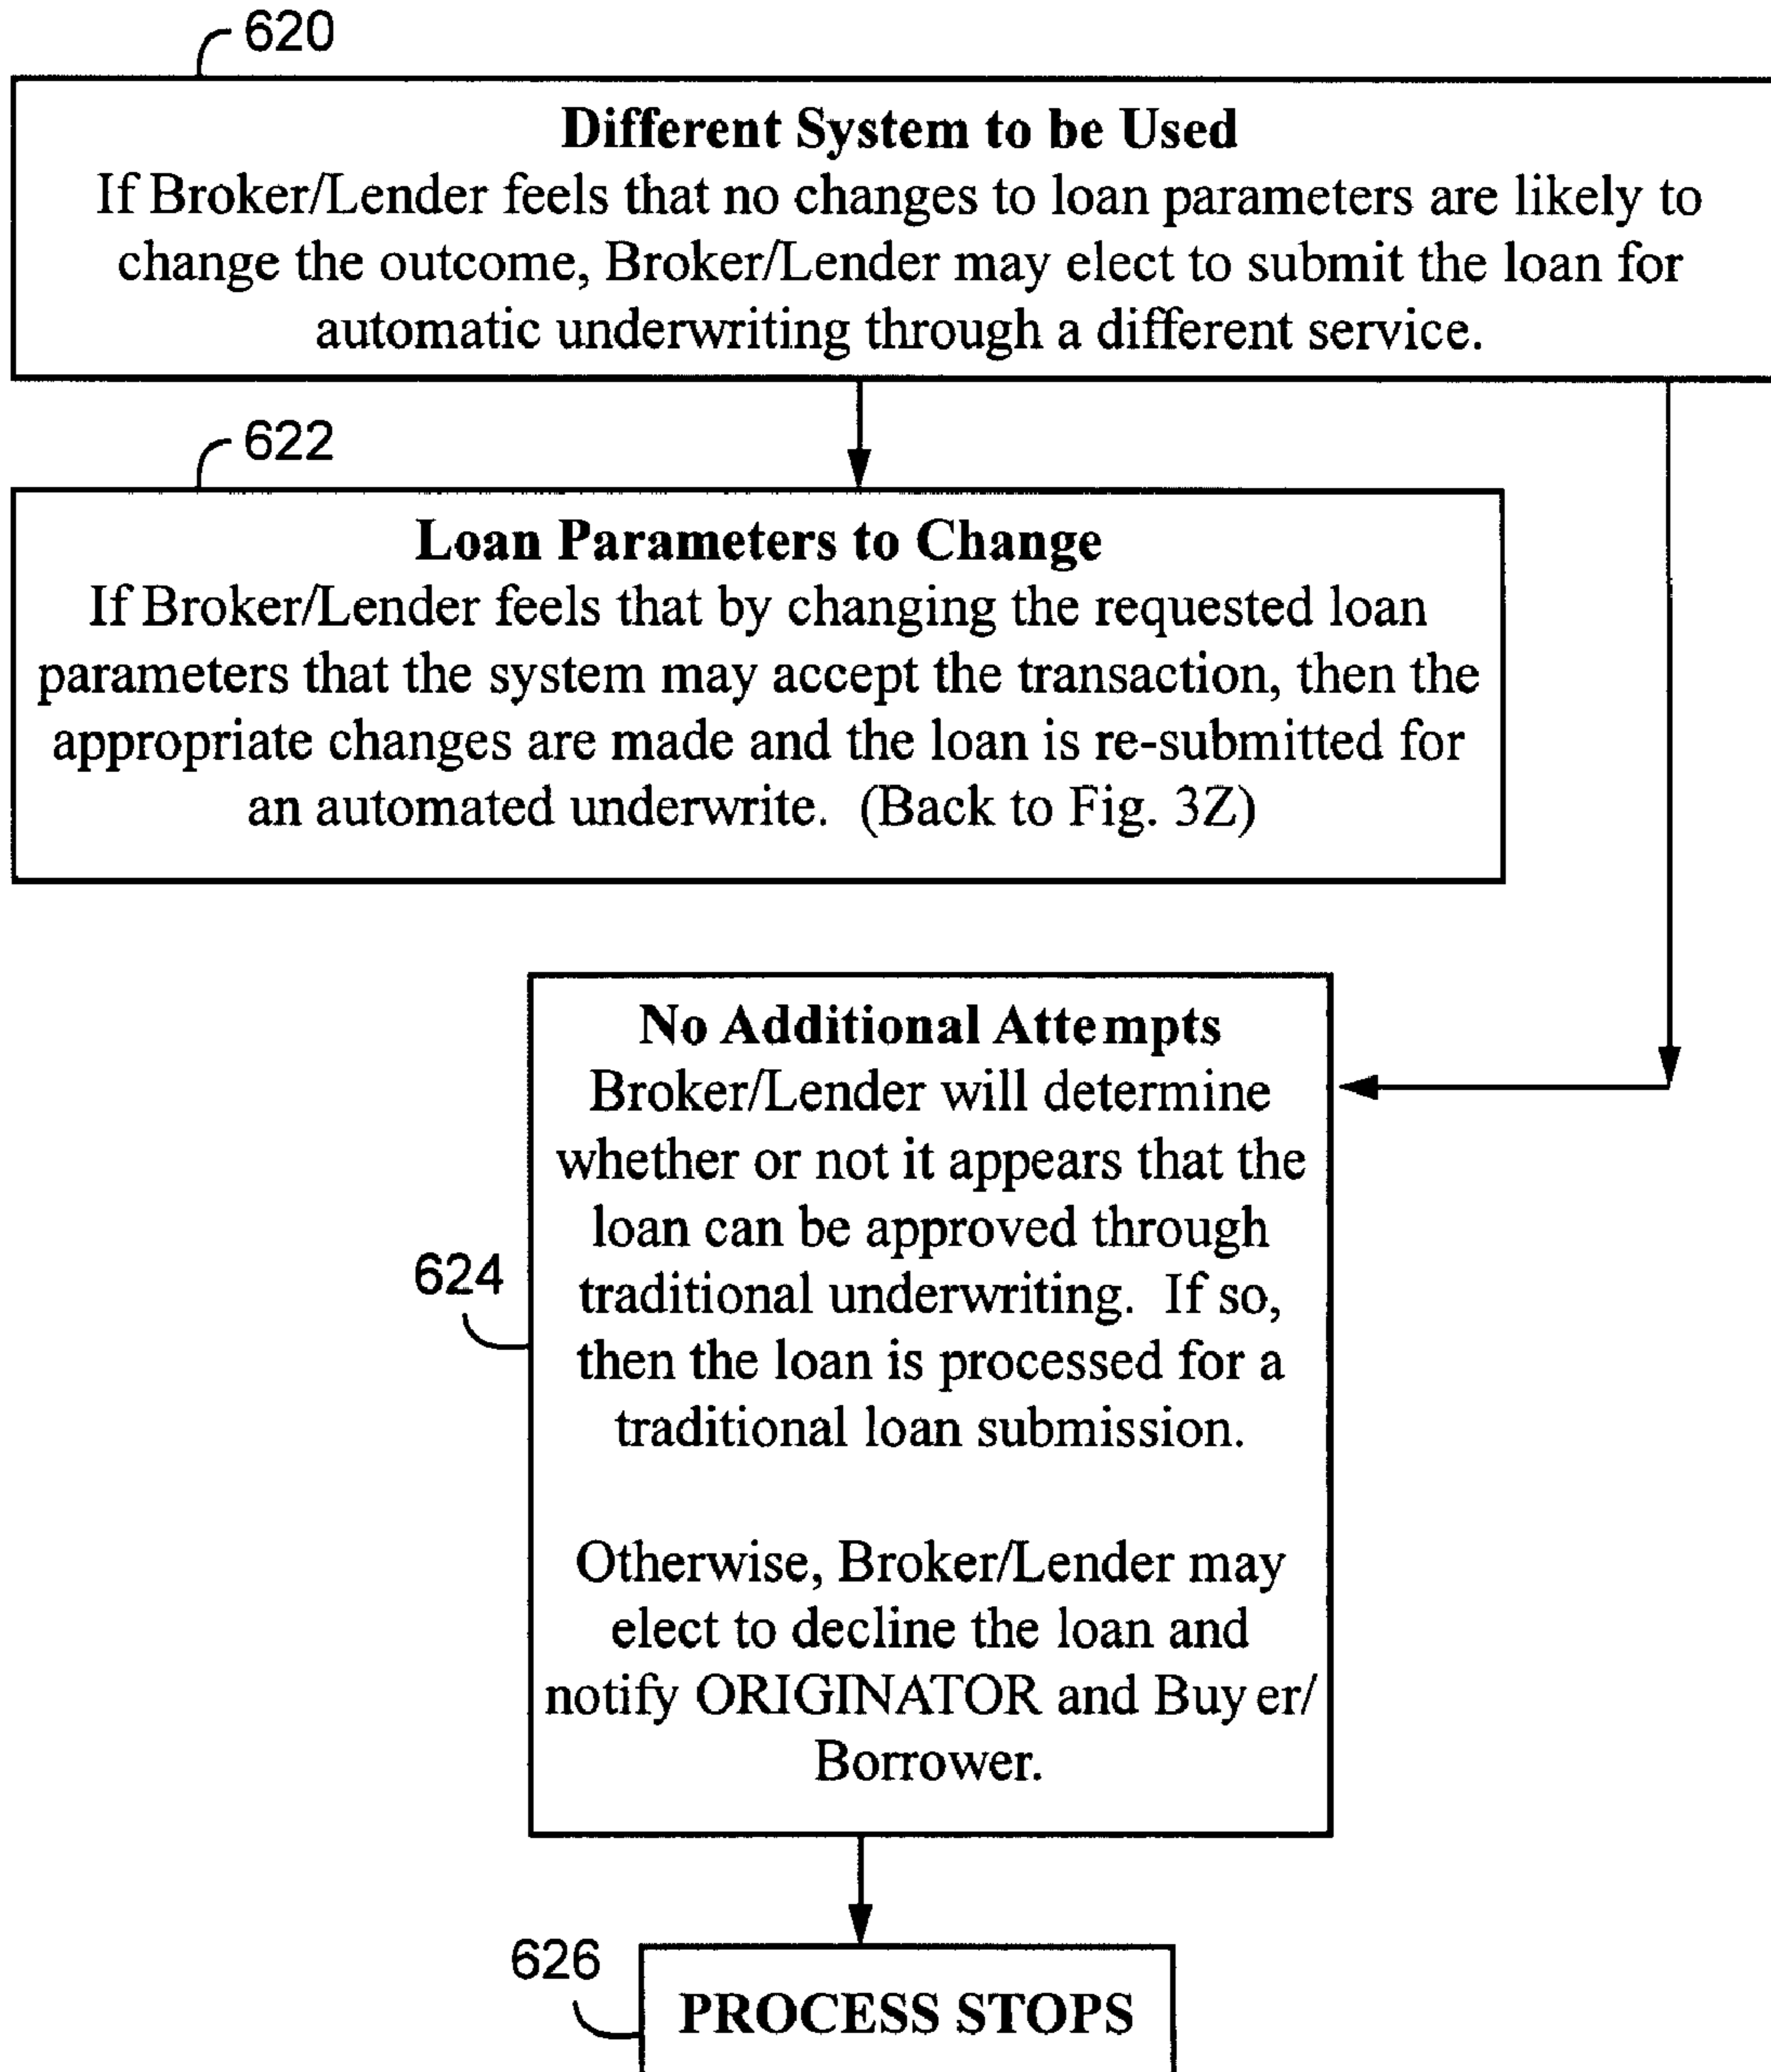 620
Different System to be Used
If Broker/Lender feels that no changes to loan parameters are likely to
change the outcome, Broker/Lender may elect to submit the loan for
automatic underwriting through a different service.
622
Loan Parameters to Change
If Broker/Lender feels that by changing the requested loan
parameters that the system may accept the transaction, then the
appropriate changes are made and the loan is re-submitted for
an automated underwrite. (Back to Fig. 3Z)
No Additional Attempts
Broker/Lender will determine
whether or not it appears that the
loan can be approved through
624
traditional underwriting. If so,
then the loan is processed for a
traditional loan submission.
Otherwise, Broker/Lender may
elect to decline the loan and
notify ORIGINATOR and Buyer/
Borrower.
626
PROCESS STOPS